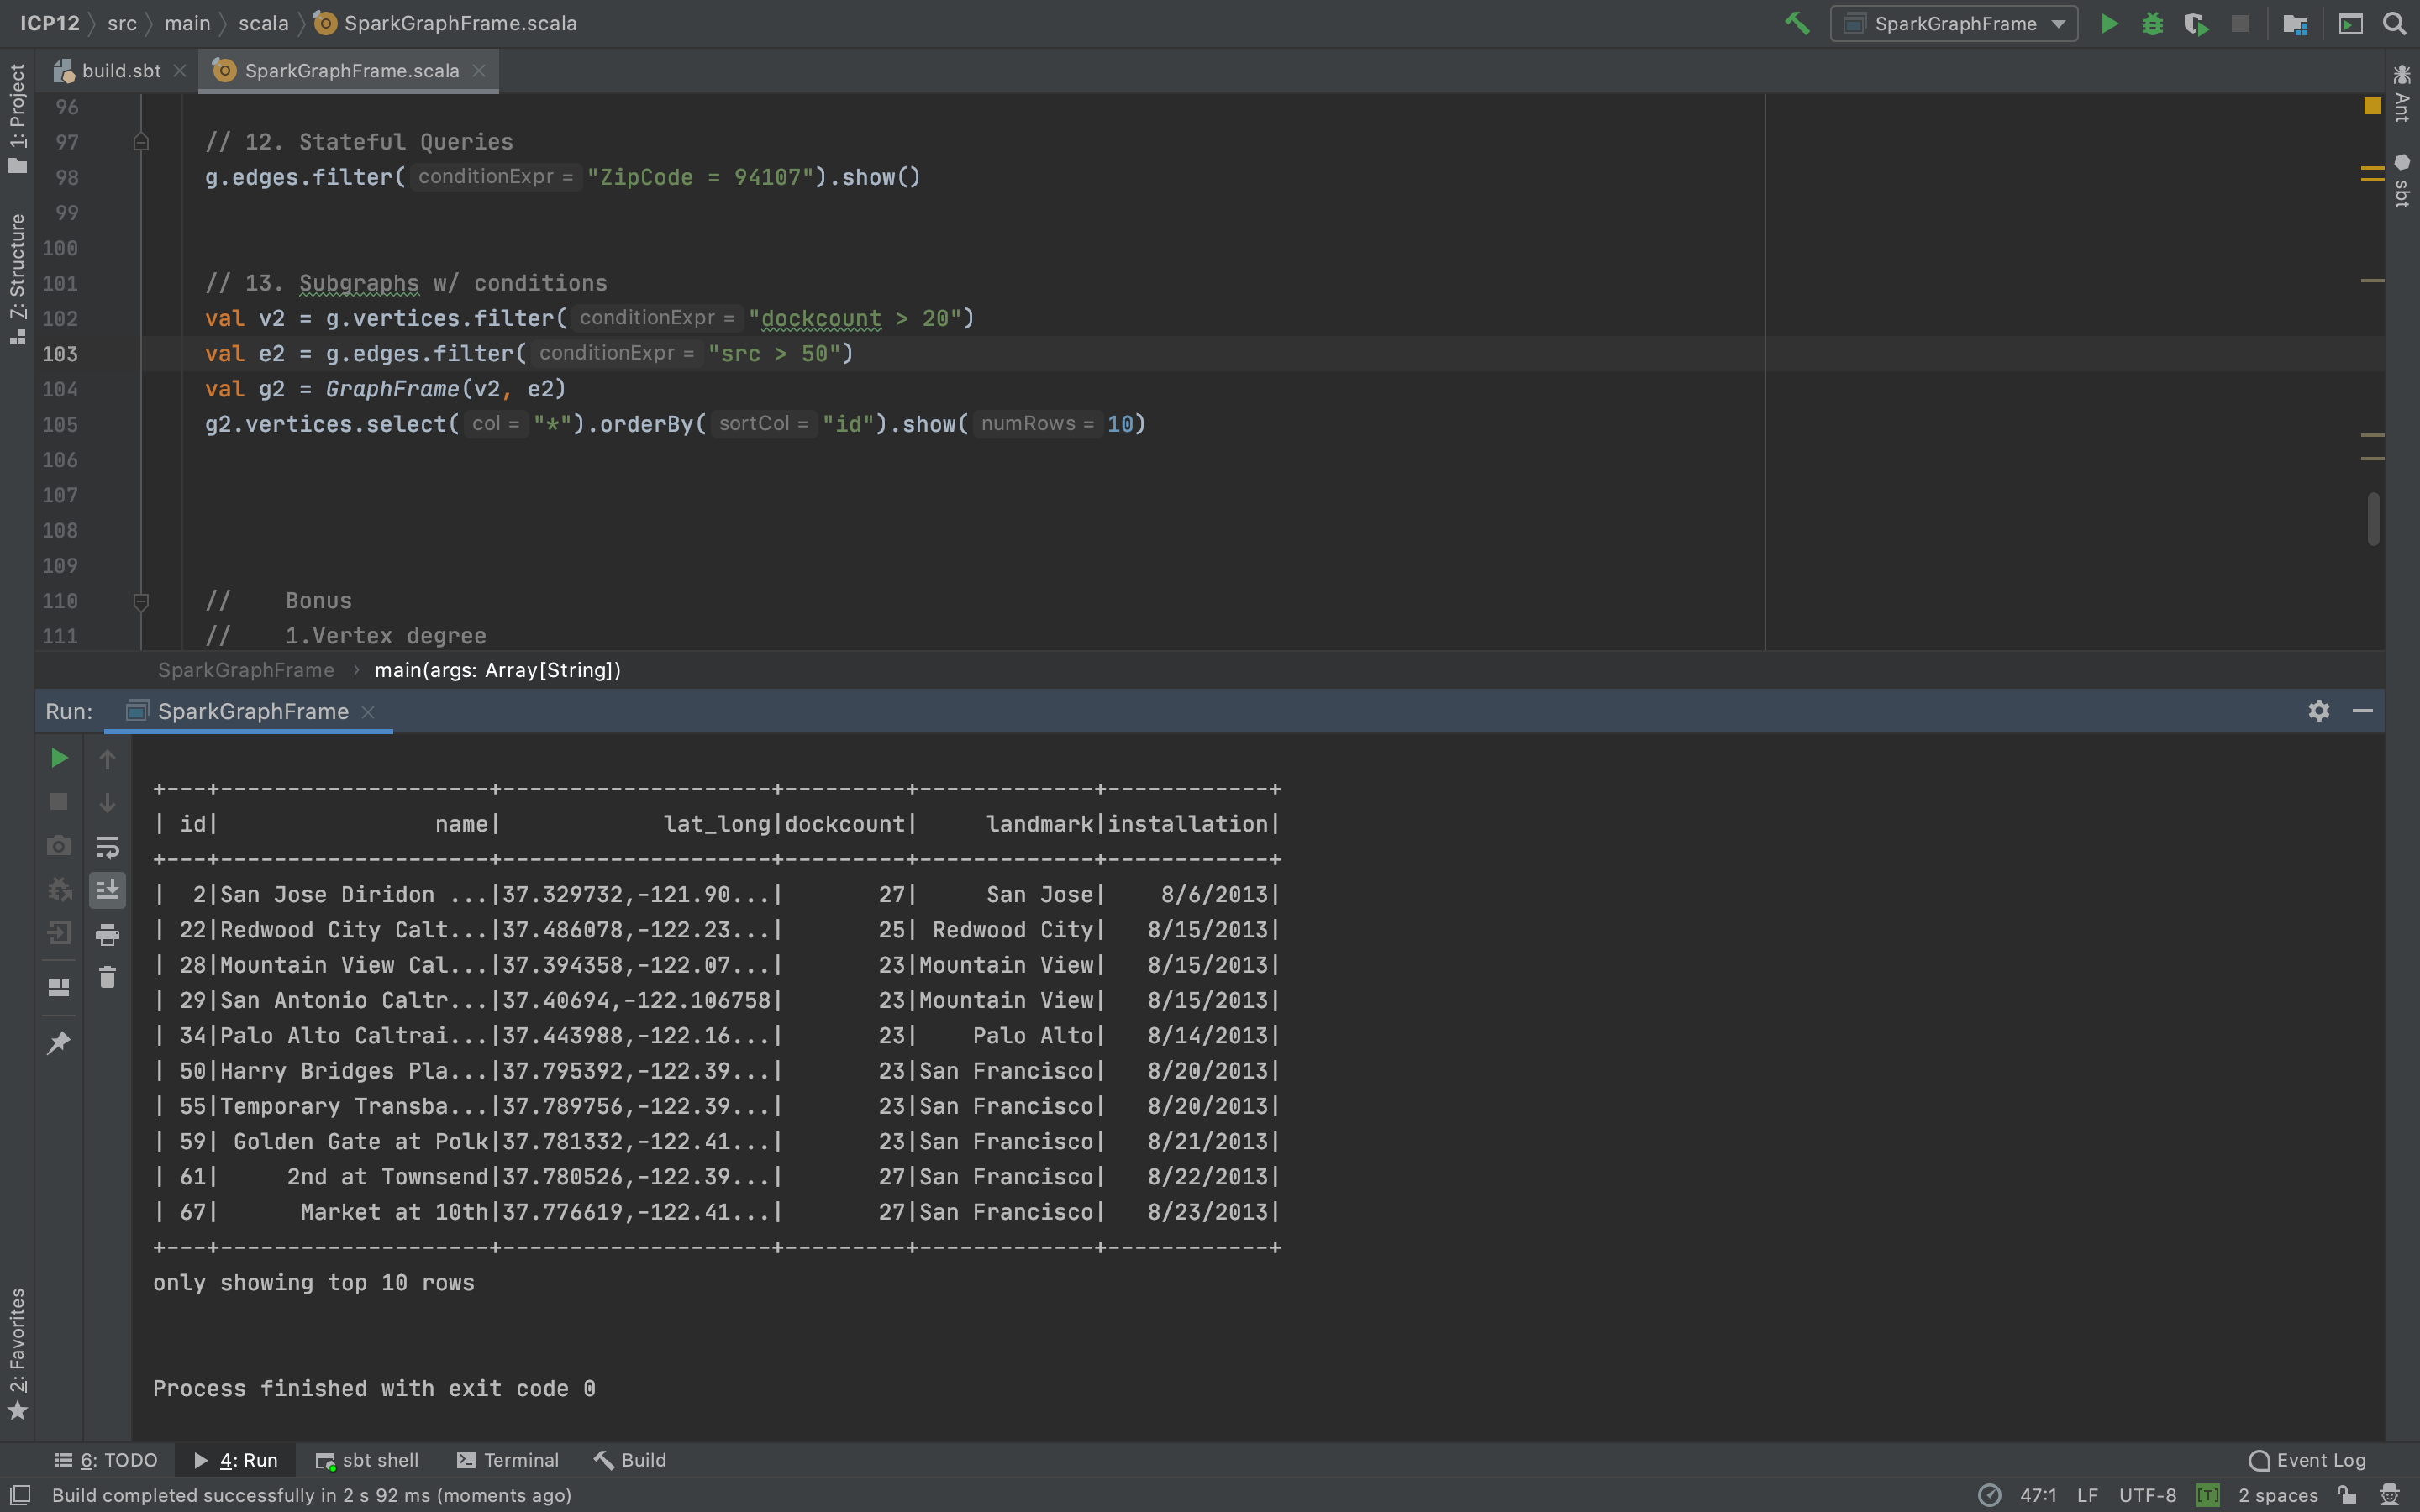 ICP12 src main scala SparkGraphFrame.scala SparkGraphFrame
build.sbt SparkGraphFrame.scala
1: Project
7: Structure
2: Favorites
Ant
sbt
96
97 // 12. Stateful Queries
98 g.edges.filter( conditionExpr = "ZipCode = 94107").show()
99
100
101 // 13. Subgraphs w/ conditions
102 val v2 = g.vertices.filter( conditionExpr = "dockcount > 20")
103 val e2 = g.edges.filter( conditionExpr = "src > 50")
104 val g2 = GraphFrame(v2, e2)
105 g2.vertices.select( col = "*").orderBy( sortCol = "id").show( numRows = 10)
106
107
108
109
110 //    Bonus
111 //    1.Vertex degree
SparkGraphFrame › main(args: Array[String])
Run: SparkGraphFrame
+---+--------------------+--------------------+---------+-------------+------------+
| id|                name|            lat_long|dockcount|     landmark|installation|
+---+--------------------+--------------------+---------+-------------+------------+
|  2|San Jose Diridon ...|37.329732,-121.90...|       27|     San Jose|    8/6/2013|
| 22|Redwood City Calt...|37.486078,-122.23...|       25| Redwood City|   8/15/2013|
| 28|Mountain View Cal...|37.394358,-122.07...|       23|Mountain View|   8/15/2013|
| 29|San Antonio Caltr...|37.40694,-122.106758|       23|Mountain View|   8/15/2013|
| 34|Palo Alto Caltrai...|37.443988,-122.16...|       23|    Palo Alto|   8/14/2013|
| 50|Harry Bridges Pla...|37.795392,-122.39...|       23|San Francisco|   8/20/2013|
| 55|Temporary Transba...|37.789756,-122.39...|       23|San Francisco|   8/20/2013|
| 59| Golden Gate at Polk|37.781332,-122.41...|       23|San Francisco|   8/21/2013|
| 61|     2nd at Townsend|37.780526,-122.39...|       27|San Francisco|   8/22/2013|
| 67|      Market at 10th|37.776619,-122.41...|       27|San Francisco|   8/23/2013|
+---+--------------------+--------------------+---------+-------------+------------+
only showing top 10 rows
Process finished with exit code 0
6: TODO 4: Run sbt shell Terminal Build Event Log
Build completed successfully in 2 s 92 ms (moments ago) 47:1 LF UTF-8 [T] 2 spaces